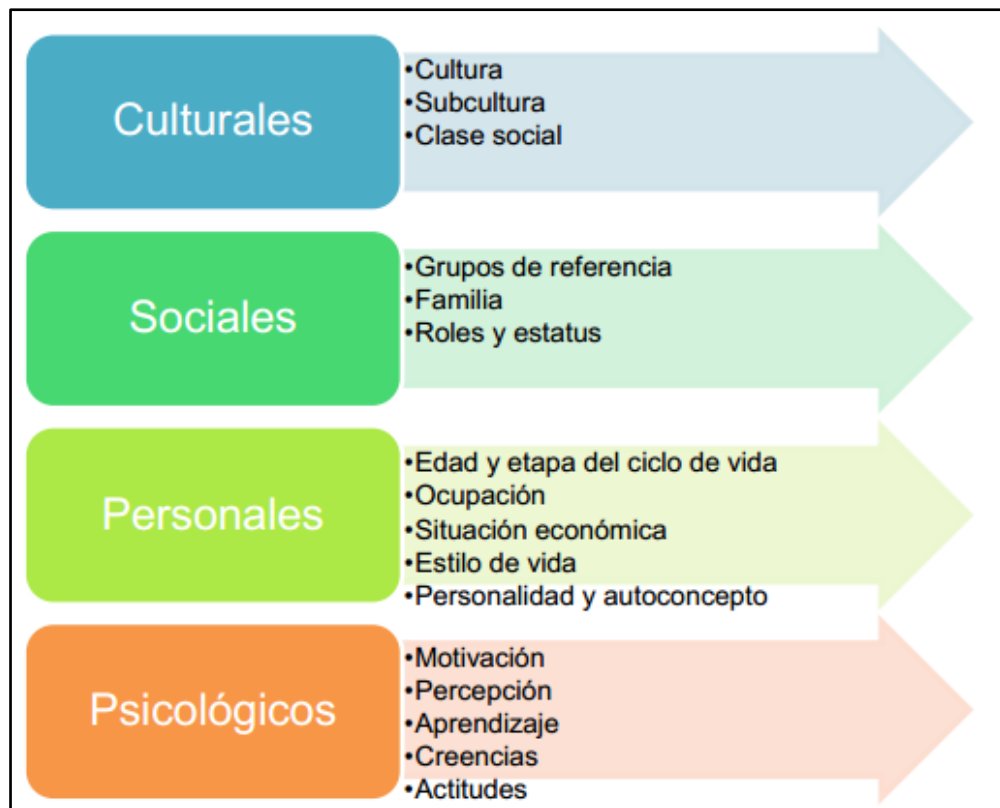 Culturales
•Cultura
•Subcultura
•Clase social
Sociales
•Grupos de referencia
•Familia
•Roles y estatus
Personales
•Edad y etapa del ciclo de vida
•Ocupación
•Situación económica
•Estilo de vida
•Personalidad y autoconcepto
Psicológicos
•Motivación
•Percepción
•Aprendizaje
•Creencias
•Actitudes